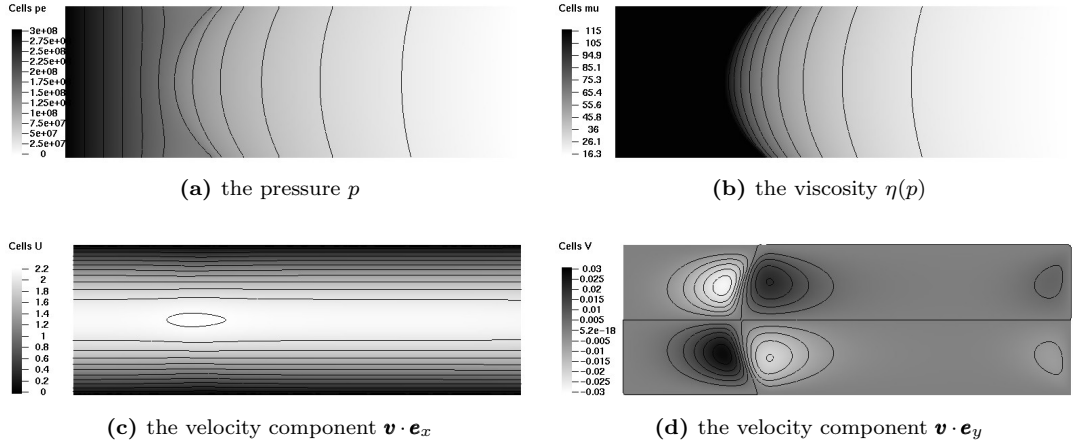 Cells pe
3e+08
2.75e+0
2.5e+08
2.25e+0
2e+08
1.75e+0
1.5e+08
1.25e+0
1e+08
7.5e+07
5e+07
2.5e+07
0
(a) the pressure p
Cells mu
115
105
94.9
85.1
75.3
65.4
55.6
45.8
36
26.1
16.3
(b) the viscosity η(p)
Cells U
2.2
2
1.8
1.6
1.4
1.2
1
0.8
0.6
0.4
0.2
0
(c) the velocity component v · eₓ
Cells V
0.03
0.025
0.02
0.015
0.01
0.005
5.2e-18
-0.005
-0.01
-0.015
-0.02
-0.025
-0.03
(d) the velocity component v · e_y